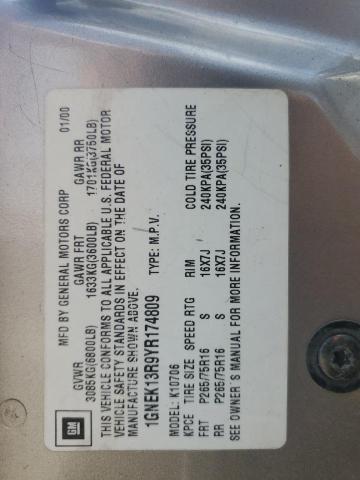 GM
MFD BY GENERAL MOTORS CORP 01/00
GVWR GAWR FRT GAWR RR
3085KG(6800LB) 1633KG(3600LB) 1701KG(3750LB)
THIS VEHICLE CONFORMS TO ALL APPLICABLE U.S. FEDERAL MOTOR
VEHICLE SAFETY STANDARDS IN EFFECT ON THE DATE OF
MANUFACTURE SHOWN ABOVE.
1GNEK13R9YR174809 TYPE: M.P.V.
MODEL: K10706
KPCE TIRE SIZE SPEED RTG RIM COLD TIRE PRESSURE
FRT P265/75R16 S 16X7J 240KPA(35PSI)
RR P265/75R16 S 16X7J 240KPA(35PSI)
SEE OWNER'S MANUAL FOR MORE INFORMATION.